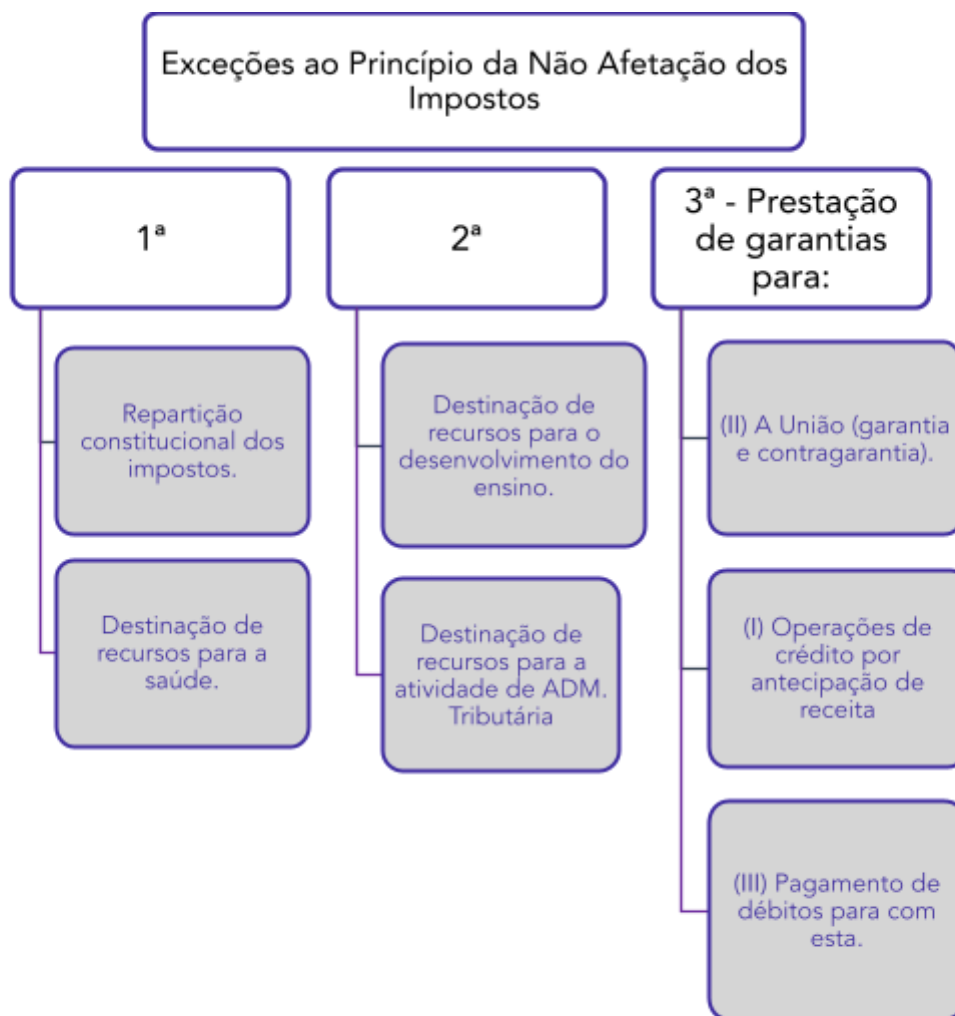 Exceções ao Princípio da Não Afetação dos
Impostos
1ª
Repartição
constitucional dos
impostos.
Destinação de
recursos para a
saúde.
2ª
Destinação de
recursos para o
desenvolvimento do
ensino.
Destinação de
recursos para a
atividade de ADM.
Tributária
3ª - Prestação
de garantias
para:
(II) A União (garantia
e contragarantia).
(I) Operações de
crédito por
antecipação de
receita
(III) Pagamento de
débitos para com
esta.